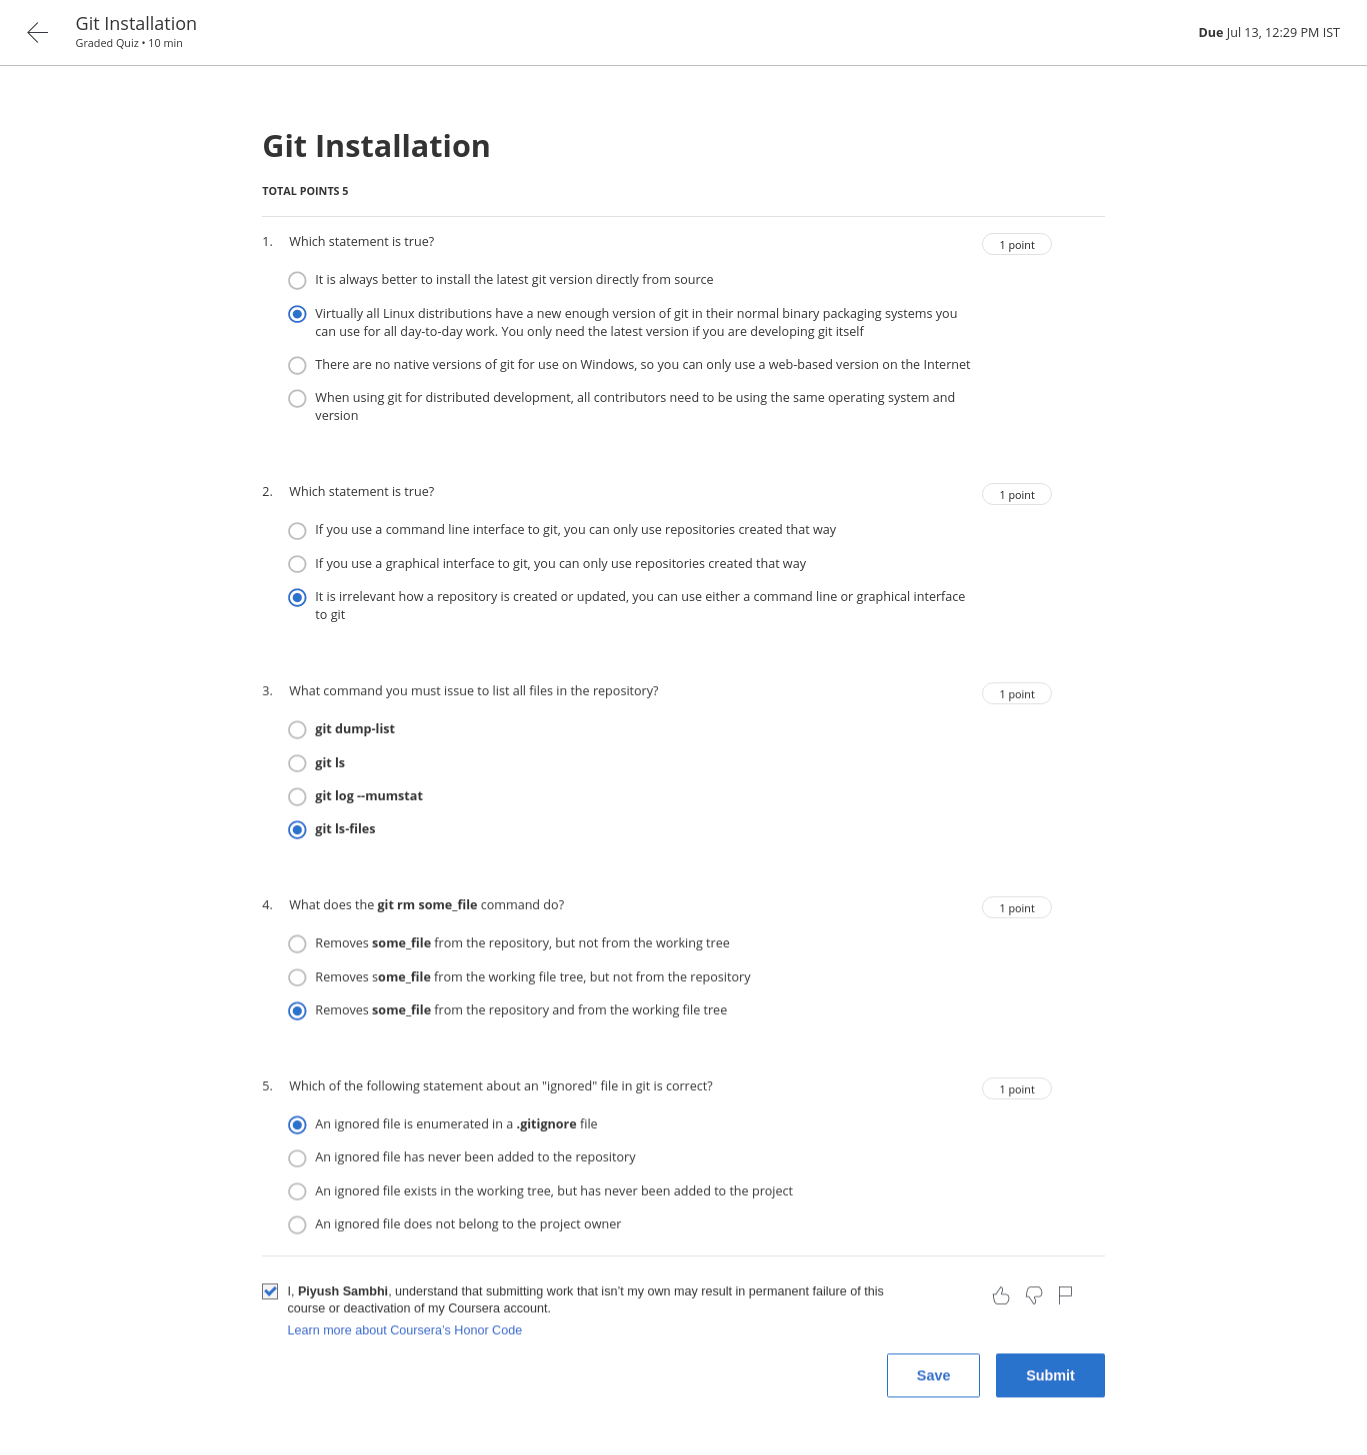 Git Installation
Graded Quiz • 10 min
Due Jul 13, 12:29 PM IST
Git Installation
TOTAL POINTS 5
1. Which statement is true?
1 point
It is always better to install the latest git version directly from source
Virtually all Linux distributions have a new enough version of git in their normal binary packaging systems you
can use for all day-to-day work. You only need the latest version if you are developing git itself
There are no native versions of git for use on Windows, so you can only use a web-based version on the Internet
When using git for distributed development, all contributors need to be using the same operating system and
version
2. Which statement is true?
1 point
If you use a command line interface to git, you can only use repositories created that way
If you use a graphical interface to git, you can only use repositories created that way
It is irrelevant how a repository is created or updated, you can use either a command line or graphical interface
to git
3. What command you must issue to list all files in the repository?
1 point
git dump-list
git ls
git log --mumstat
git ls-files
4. What does the git rm some_file command do?
1 point
Removes some_file from the repository, but not from the working tree
Removes some_file from the working file tree, but not from the repository
Removes some_file from the repository and from the working file tree
5. Which of the following statement about an "ignored" file in git is correct?
1 point
An ignored file is enumerated in a .gitignore file
An ignored file has never been added to the repository
An ignored file exists in the working tree, but has never been added to the project
An ignored file does not belong to the project owner
I, Piyush Sambhi, understand that submitting work that isn't my own may result in permanent failure of this
course or deactivation of my Coursera account.
Learn more about Coursera's Honor Code
Save
Submit